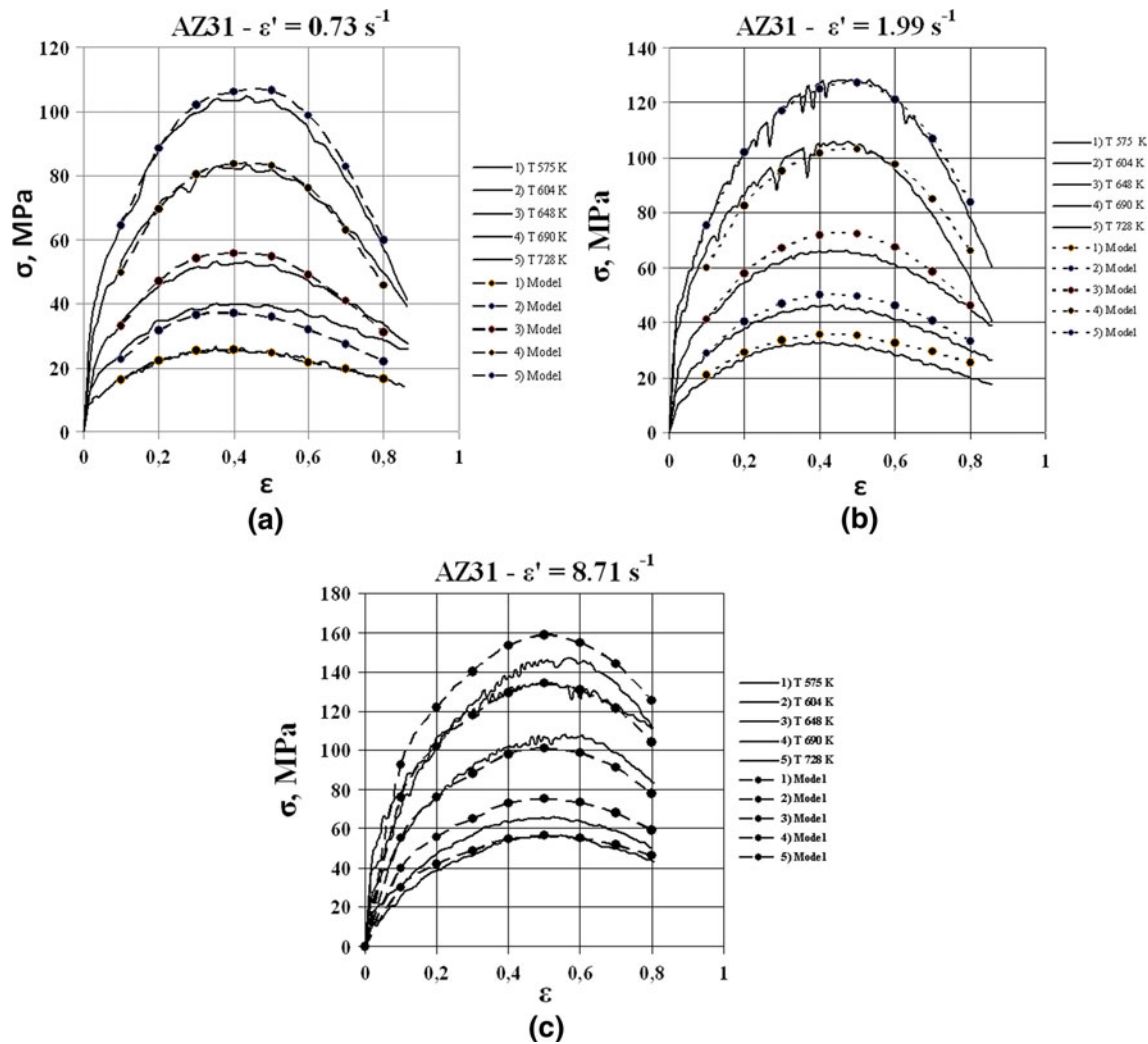 AZ31 - ε' = 0.73 s⁻¹
120
100
80
60
40
20
0
σ, MPa
0
0,2
0,4
0,6
0,8
1
ε
1) T 575 K
2) T 604 K
3) T 648 K
4) T 690 K
5) T 728 K
1) Model
2) Model
3) Model
4) Model
5) Model
(a)
AZ31 - ε' = 1.99 s⁻¹
140
120
100
80
60
40
20
0
σ, MPa
0
0,2
0,4
0,6
0,8
1
ε
1) T 575 K
2) T 604 K
3) T 648 K
4) T 690 K
5) T 728 K
1) Model
2) Model
3) Model
4) Model
5) Model
(b)
AZ31 - ε' = 8.71 s⁻¹
180
160
140
120
100
80
60
40
20
0
σ, MPa
0
0,2
0,4
0,6
0,8
1
ε
1) T 575 K
2) T 604 K
3) T 648 K
4) T 690 K
5) T 728 K
1) Model
2) Model
3) Model
4) Model
5) Model
(c)